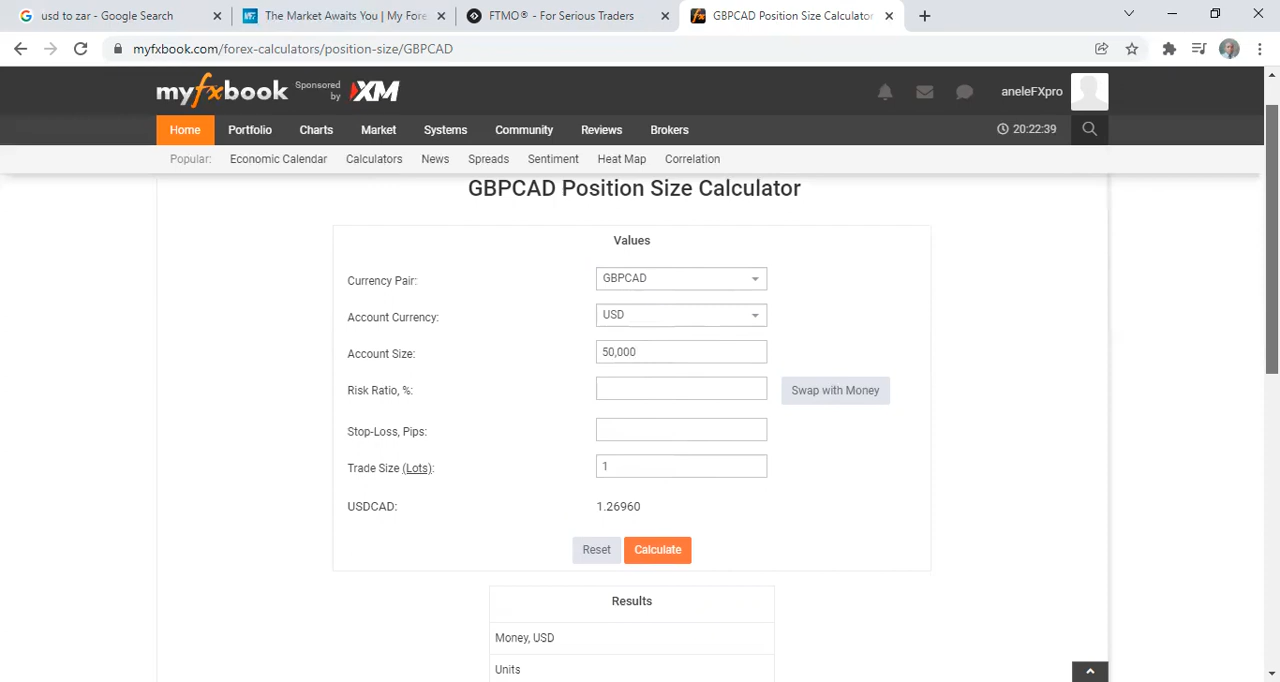 usd to zar - Google Search
The Market Awaits You | My Fore
FTMO® - For Serious Traders
GBPCAD Position Size Calculator
myfxbook.com/forex-calculators/position-size/GBPCAD
myfxbook Sponsored by XM
aneleFXpro
Home Portfolio Charts Market Systems Community Reviews Brokers 20:22:39
Popular: Economic Calendar Calculators News Spreads Sentiment Heat Map Correlation
GBPCAD Position Size Calculator
Values
Currency Pair: GBPCAD
Account Currency: USD
Account Size: 50,000
Risk Ratio, %: Swap with Money
Stop-Loss, Pips:
Trade Size (Lots): 1
USDCAD: 1.26960
Reset Calculate
Results
Money, USD
Units